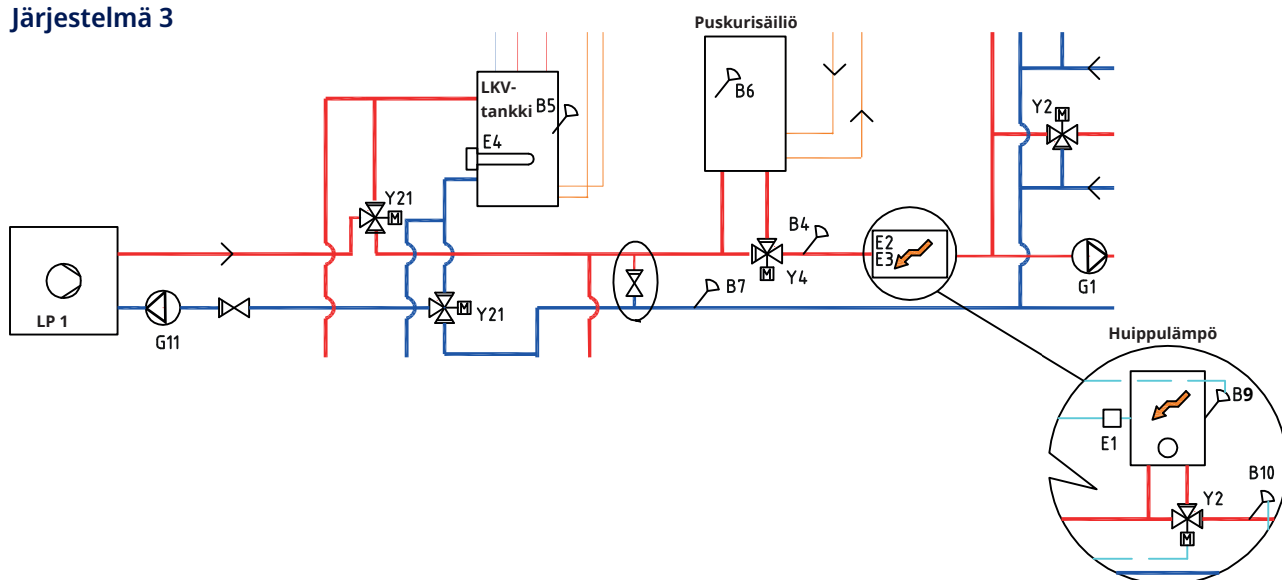 Järjestelmä 3
Puskurisäiliö
LKV-
tankki
B5
E4
B6
Y2
M
Y21
M
B4
E2
E3
LP 1
G11
Y21
M
B7
M
Y4
G1
Huippulämpö
B9
E1
B10
Y2
M